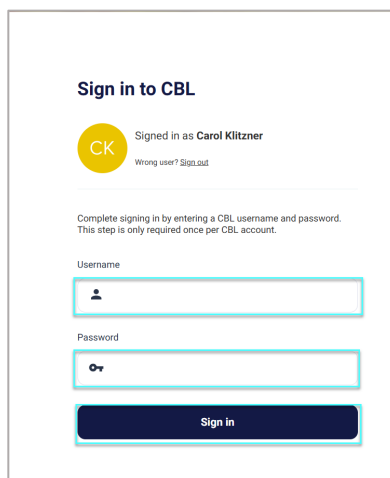 Sign in to CBL
CK
Signed in as Carol Klitzner
Wrong user? Sign out
Complete signing in by entering a CBL username and password.
This step is only required once per CBL account.
Username
Password
Sign in